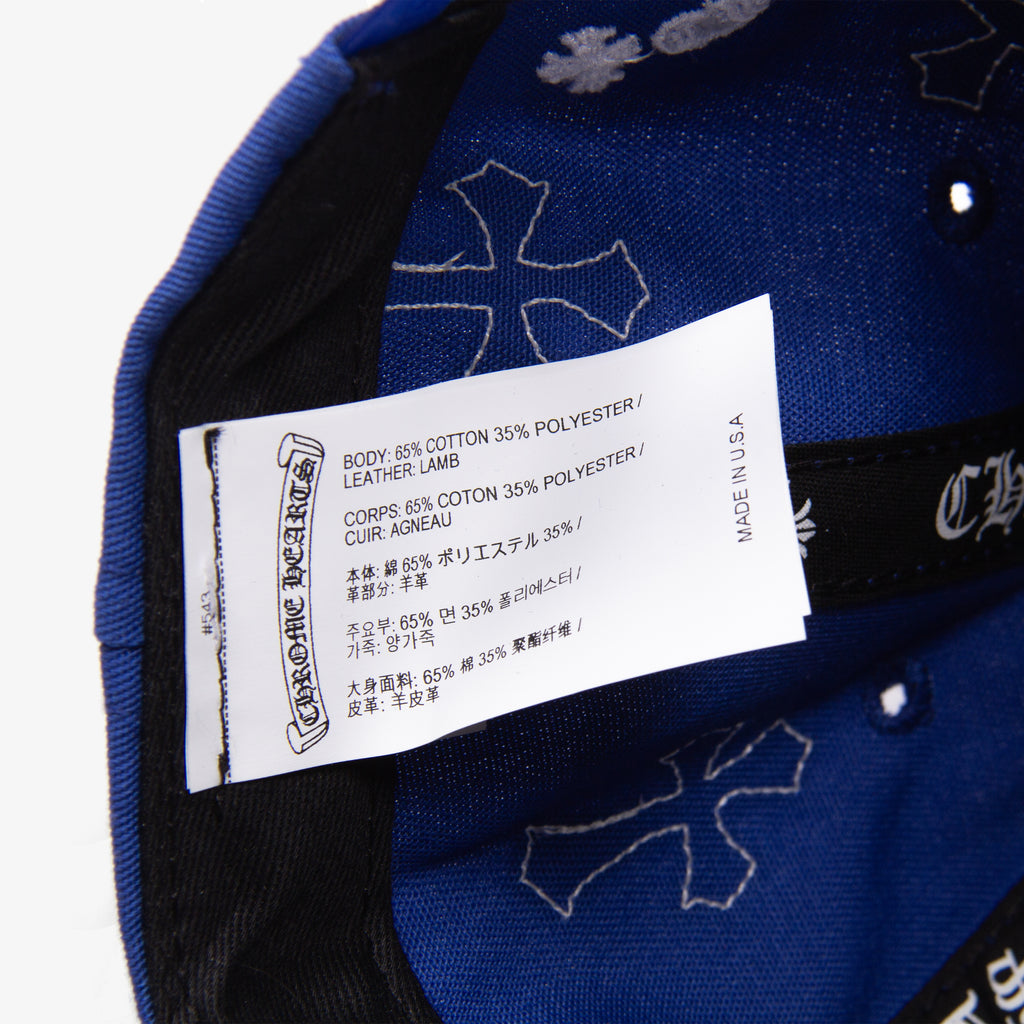 CHROME HEARTS
BODY: 65% COTTON 35% POLYESTER /
LEATHER: LAMB
CORPS: 65% COTON 35% POLYESTER /
CUIR: AGNEAU
本体: 綿 65% ポリエステル 35% /
革部分: 羊革
주요부: 65% 면 35% 폴리에스터 /
가죽: 양가죽
大身面料: 65% 棉 35% 聚酯纤维 /
皮革: 羊皮革
MADE IN U.S.A
#543
CH